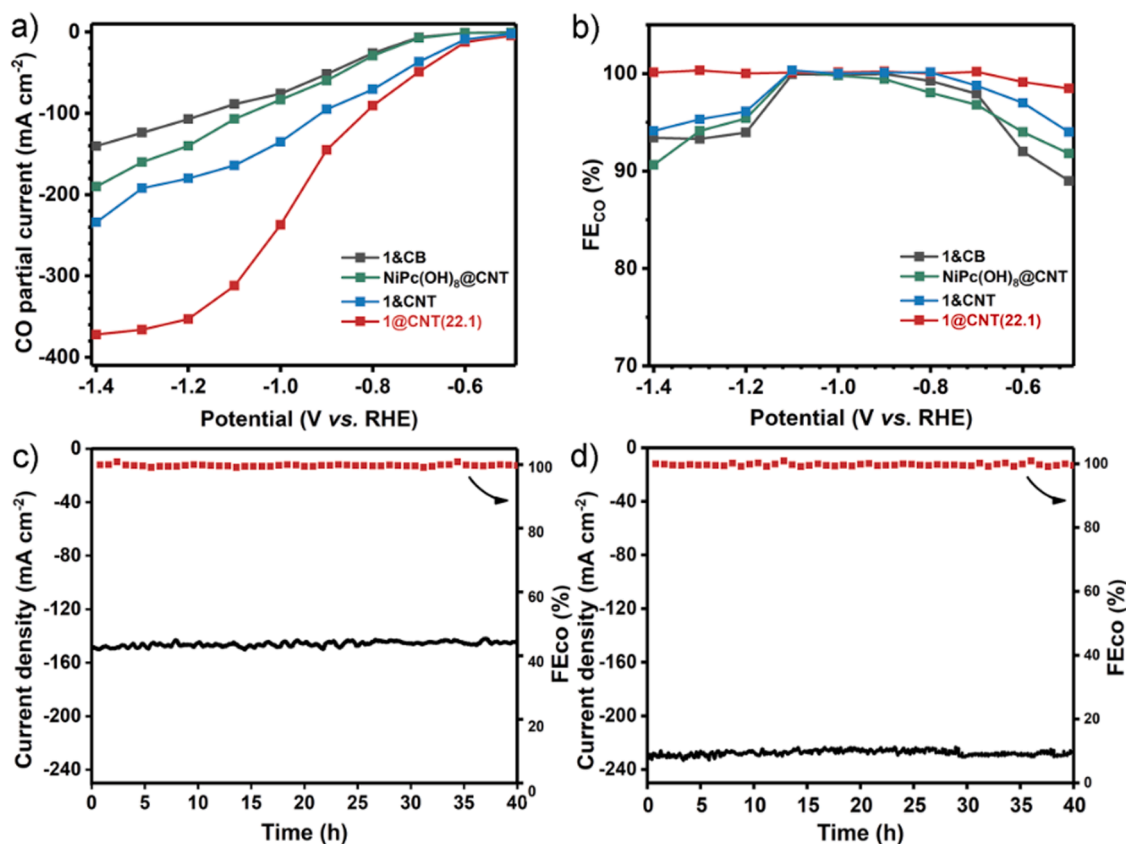 a)
CO partial current (mA cm⁻²)
0
-100
-200
-300
-400
1&CB
NiPc(OH)₈@CNT
1&CNT
1@CNT(22.1)
-1.4 -1.2 -1.0 -0.8 -0.6
Potential (V vs. RHE)
b)
FE_CO (%)
100
90
80
70
1&CB
NiPc(OH)₈@CNT
1&CNT
1@CNT(22.1)
-1.4 -1.2 -1.0 -0.8 -0.6
Potential (V vs. RHE)
c)
Current density (mA cm⁻²)
0
-40
-80
-120
-160
-200
-240
100
80
60
40
20
0
FEco (%)
0 5 10 15 20 25 30 35 40
Time (h)
d)
Current density (mA cm⁻²)
0
-40
-80
-120
-160
-200
-240
100
80
60
40
20
0
FEco (%)
0 5 10 15 20 25 30 35 40
Time (h)